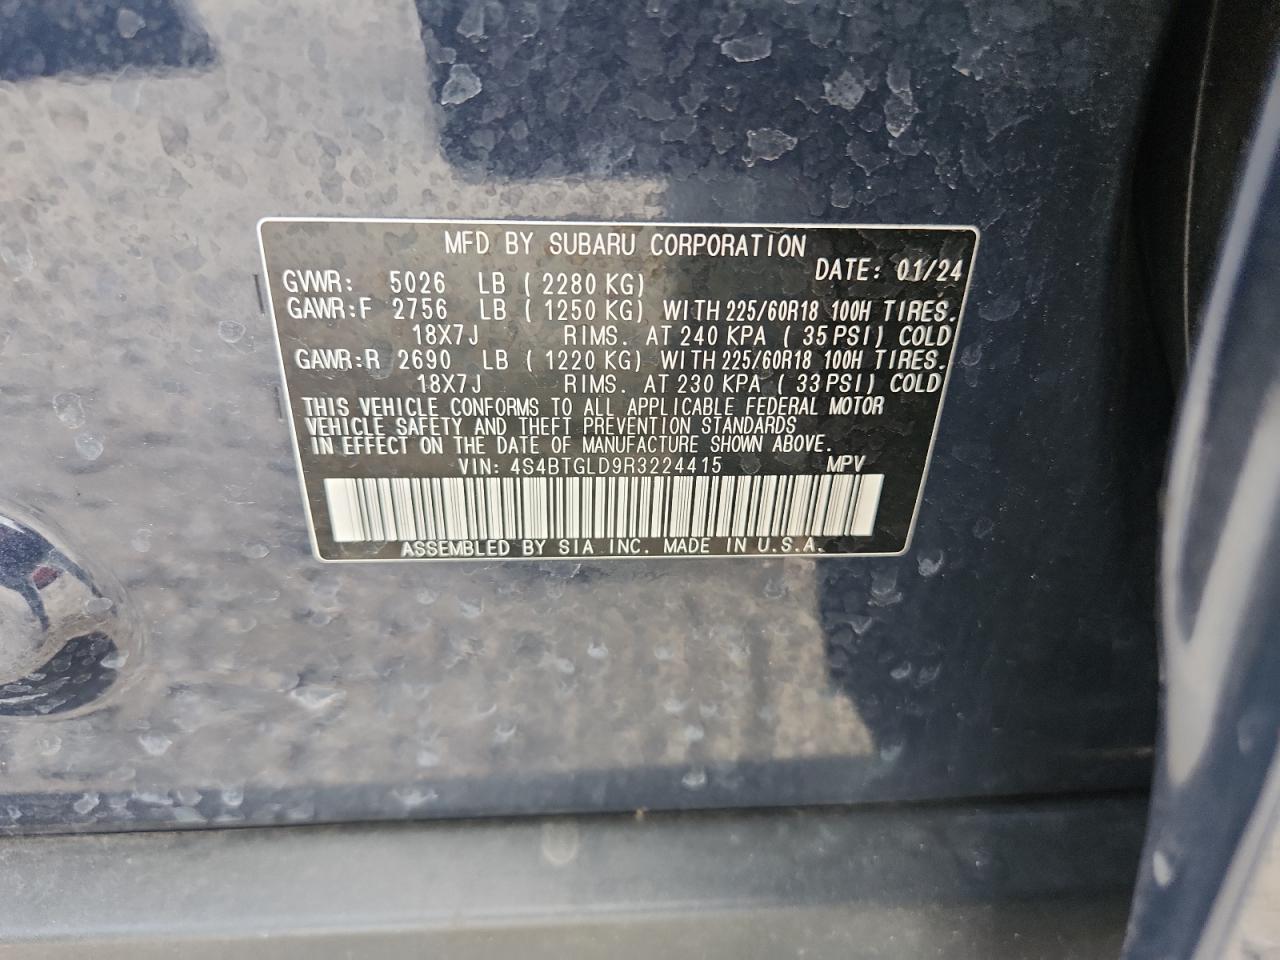 MFD BY SUBARU CORPORATION
DATE: 01/24
GVWR: 5026 LB ( 2280 KG)
GAWR:F 2756 LB ( 1250 KG) WITH 225/60R18 100H TIRES.
18X7J RIMS. AT 240 KPA ( 35 PSI) COLD
GAWR:R 2690 LB ( 1220 KG) WITH 225/60R18 100H TIRES.
18X7J RIMS. AT 230 KPA ( 33 PSI) COLD
THIS VEHICLE CONFORMS TO ALL APPLICABLE FEDERAL MOTOR
VEHICLE SAFETY AND THEFT PREVENTION STANDARDS
IN EFFECT ON THE DATE OF MANUFACTURE SHOWN ABOVE.
VIN: 4S4BTGLD9R3224415 MPV
ASSEMBLED BY SIA INC. MADE IN U.S.A.